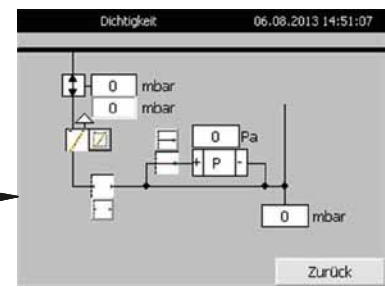 Dichtigkeit 06.08.2013 14:51:07
0 mbar
0 mbar
0 Pa
+ P -
0 mbar
Zurück